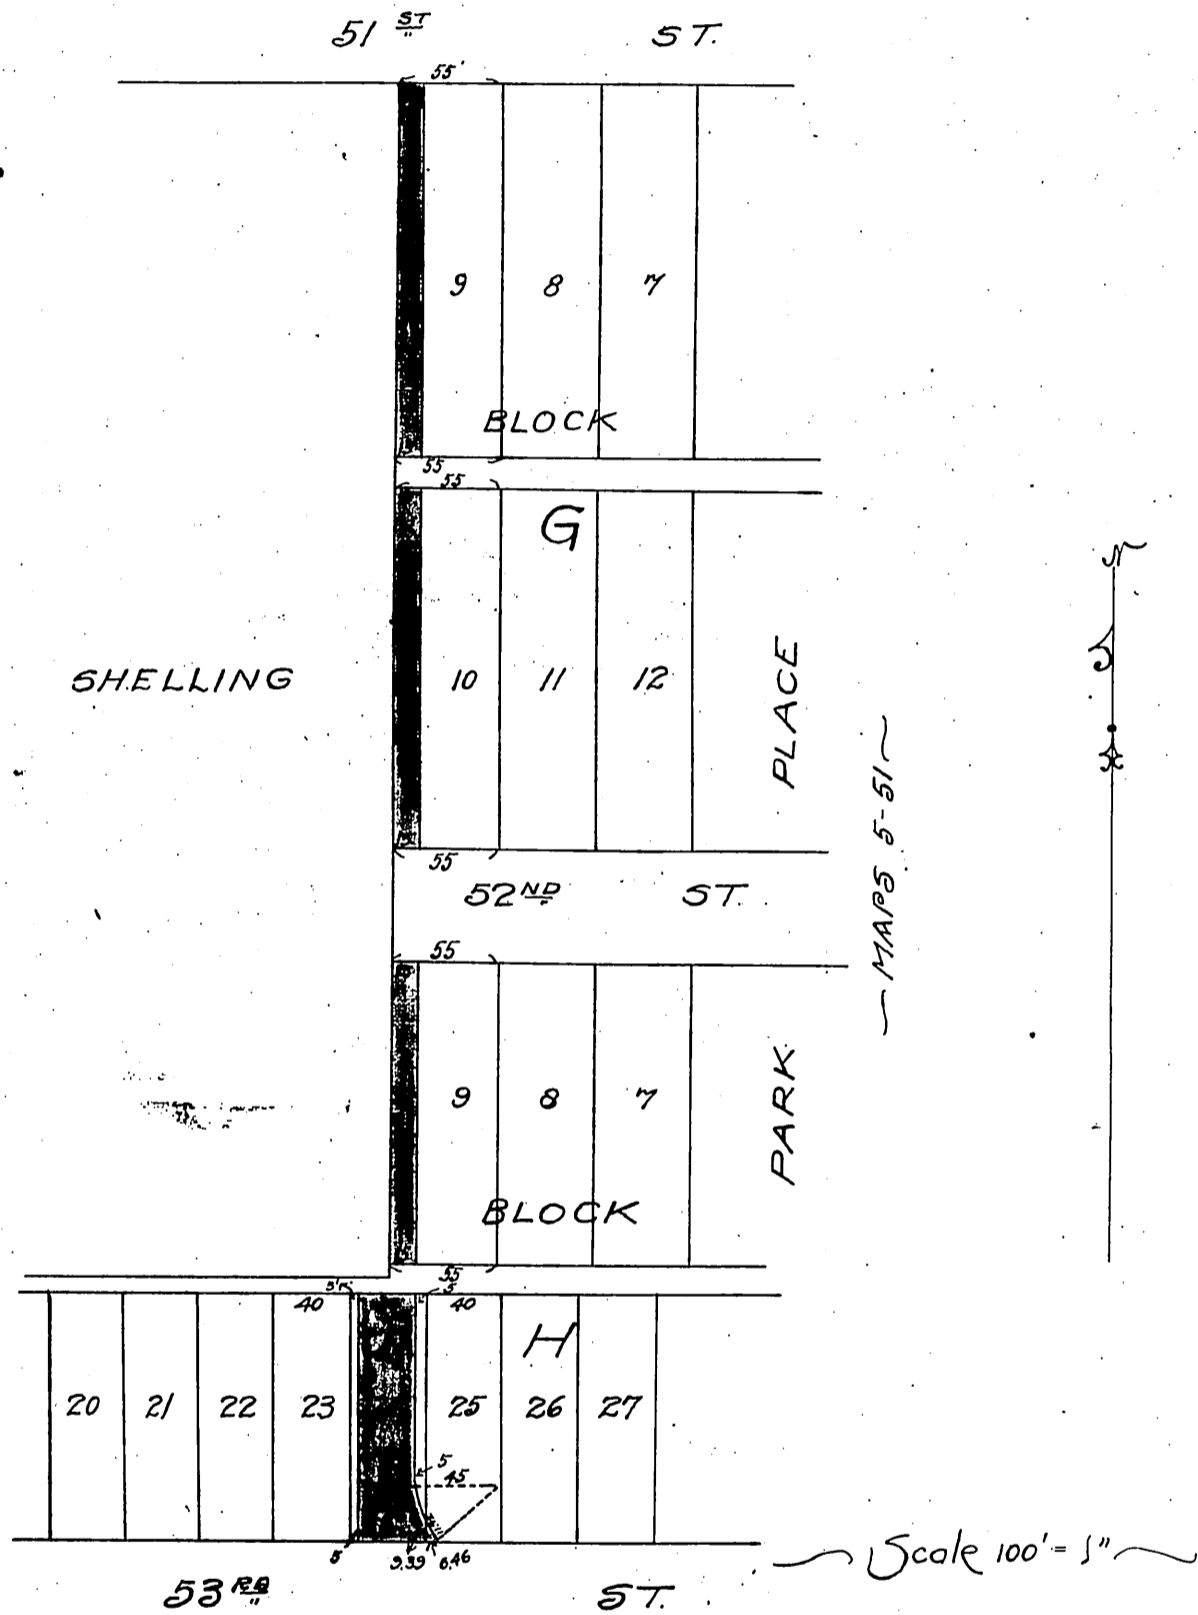 51 ST ST.
55'
9 8 7
BLOCK
55
55
G
SHELLING
10 11 12
PLACE
55
52ND ST.
— MAPS 5-51 —
N
55
9 8 7
PARK
BLOCK
55
5' 5
40 40
H
20 21 22 23 25 26 27
5
45
5 9.39 6.46
Scale 100' = 1"
53RD ST.